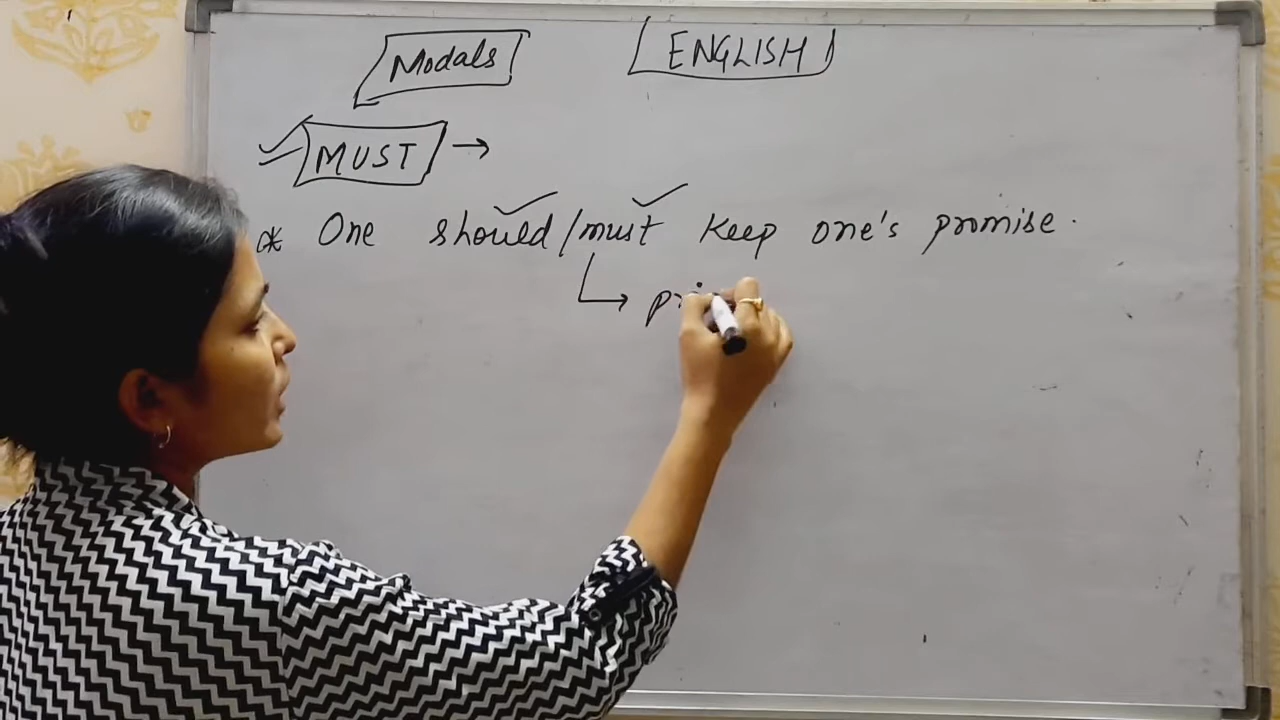 Modals ENGLISH
MUST →
* One should/must keep one's promise.